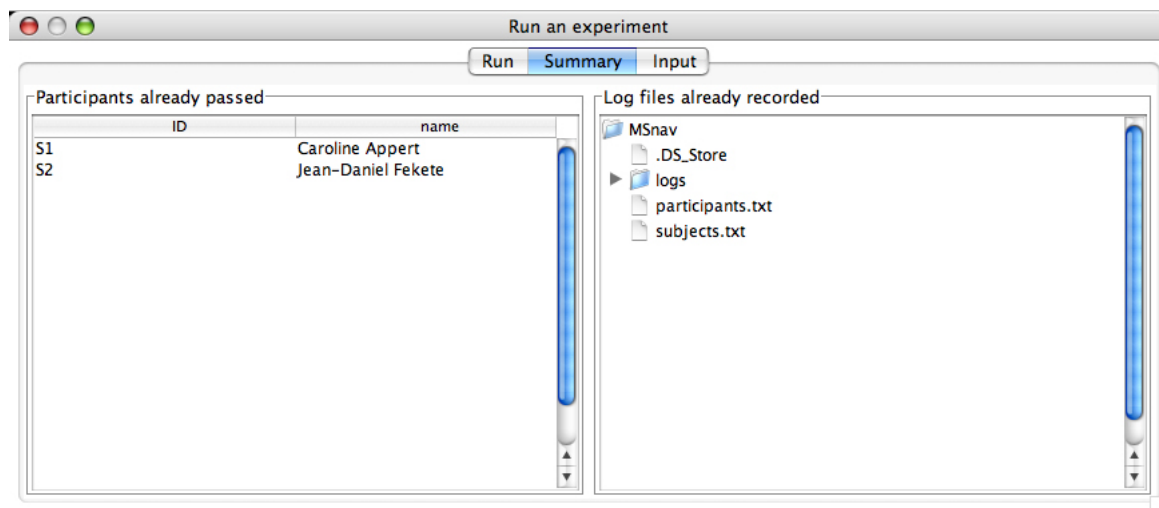 Run an experiment
Run Summary Input
Participants already passed
ID name
S1 Caroline Appert
S2 Jean-Daniel Fekete
Log files already recorded
MSnav
.DS_Store
logs
participants.txt
subjects.txt